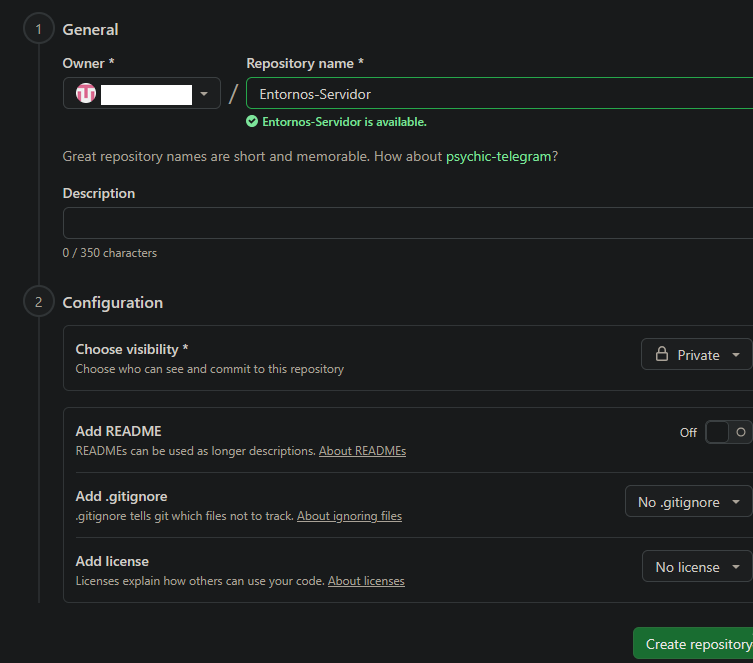 1 General
Owner * Repository name *
/ Entornos-Servidor
Entornos-Servidor is available.
Great repository names are short and memorable. How about psychic-telegram?
Description
0 / 350 characters
2 Configuration
Choose visibility *
Choose who can see and commit to this repository
Private
Add README
READMEs can be used as longer descriptions. About READMEs
Off
Add .gitignore
.gitignore tells git which files not to track. About ignoring files
No .gitignore
Add license
Licenses explain how others can use your code. About licenses
No license
Create repository